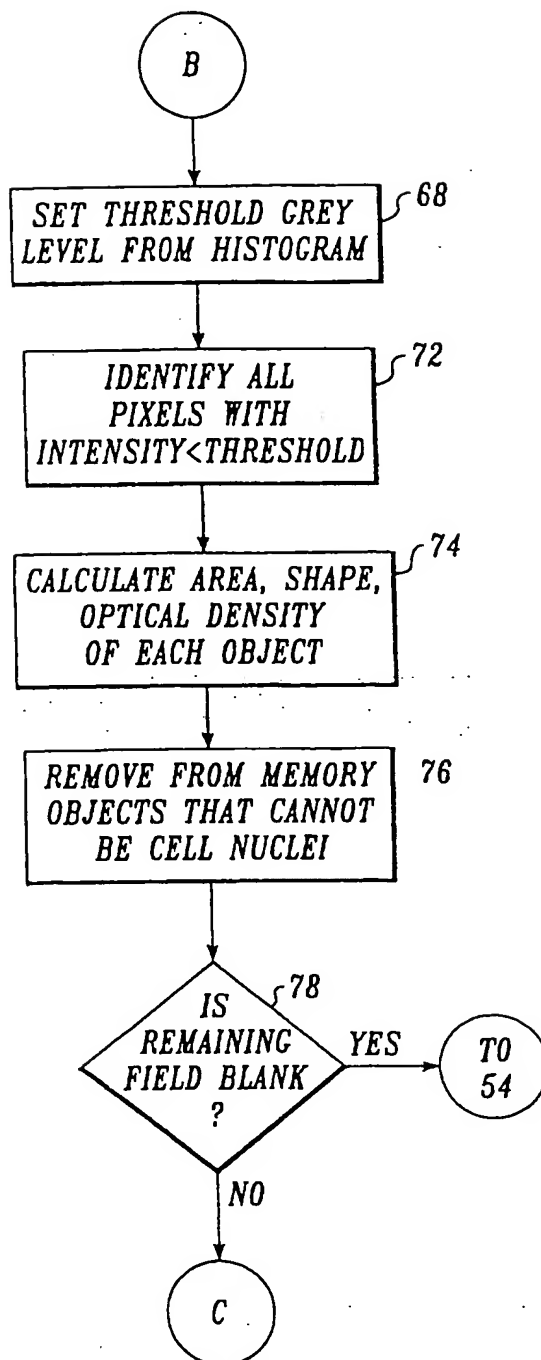 B
SET THRESHOLD GREY
LEVEL FROM HISTOGRAM
68
IDENTIFY ALL
PIXELS WITH
INTENSITY<THRESHOLD
72
CALCULATE AREA, SHAPE,
OPTICAL DENSITY
OF EACH OBJECT
74
REMOVE FROM MEMORY
OBJECTS THAT CANNOT
BE CELL NUCLEI
76
IS
REMAINING
FIELD BLANK
?
78
YES
TO
54
NO
C